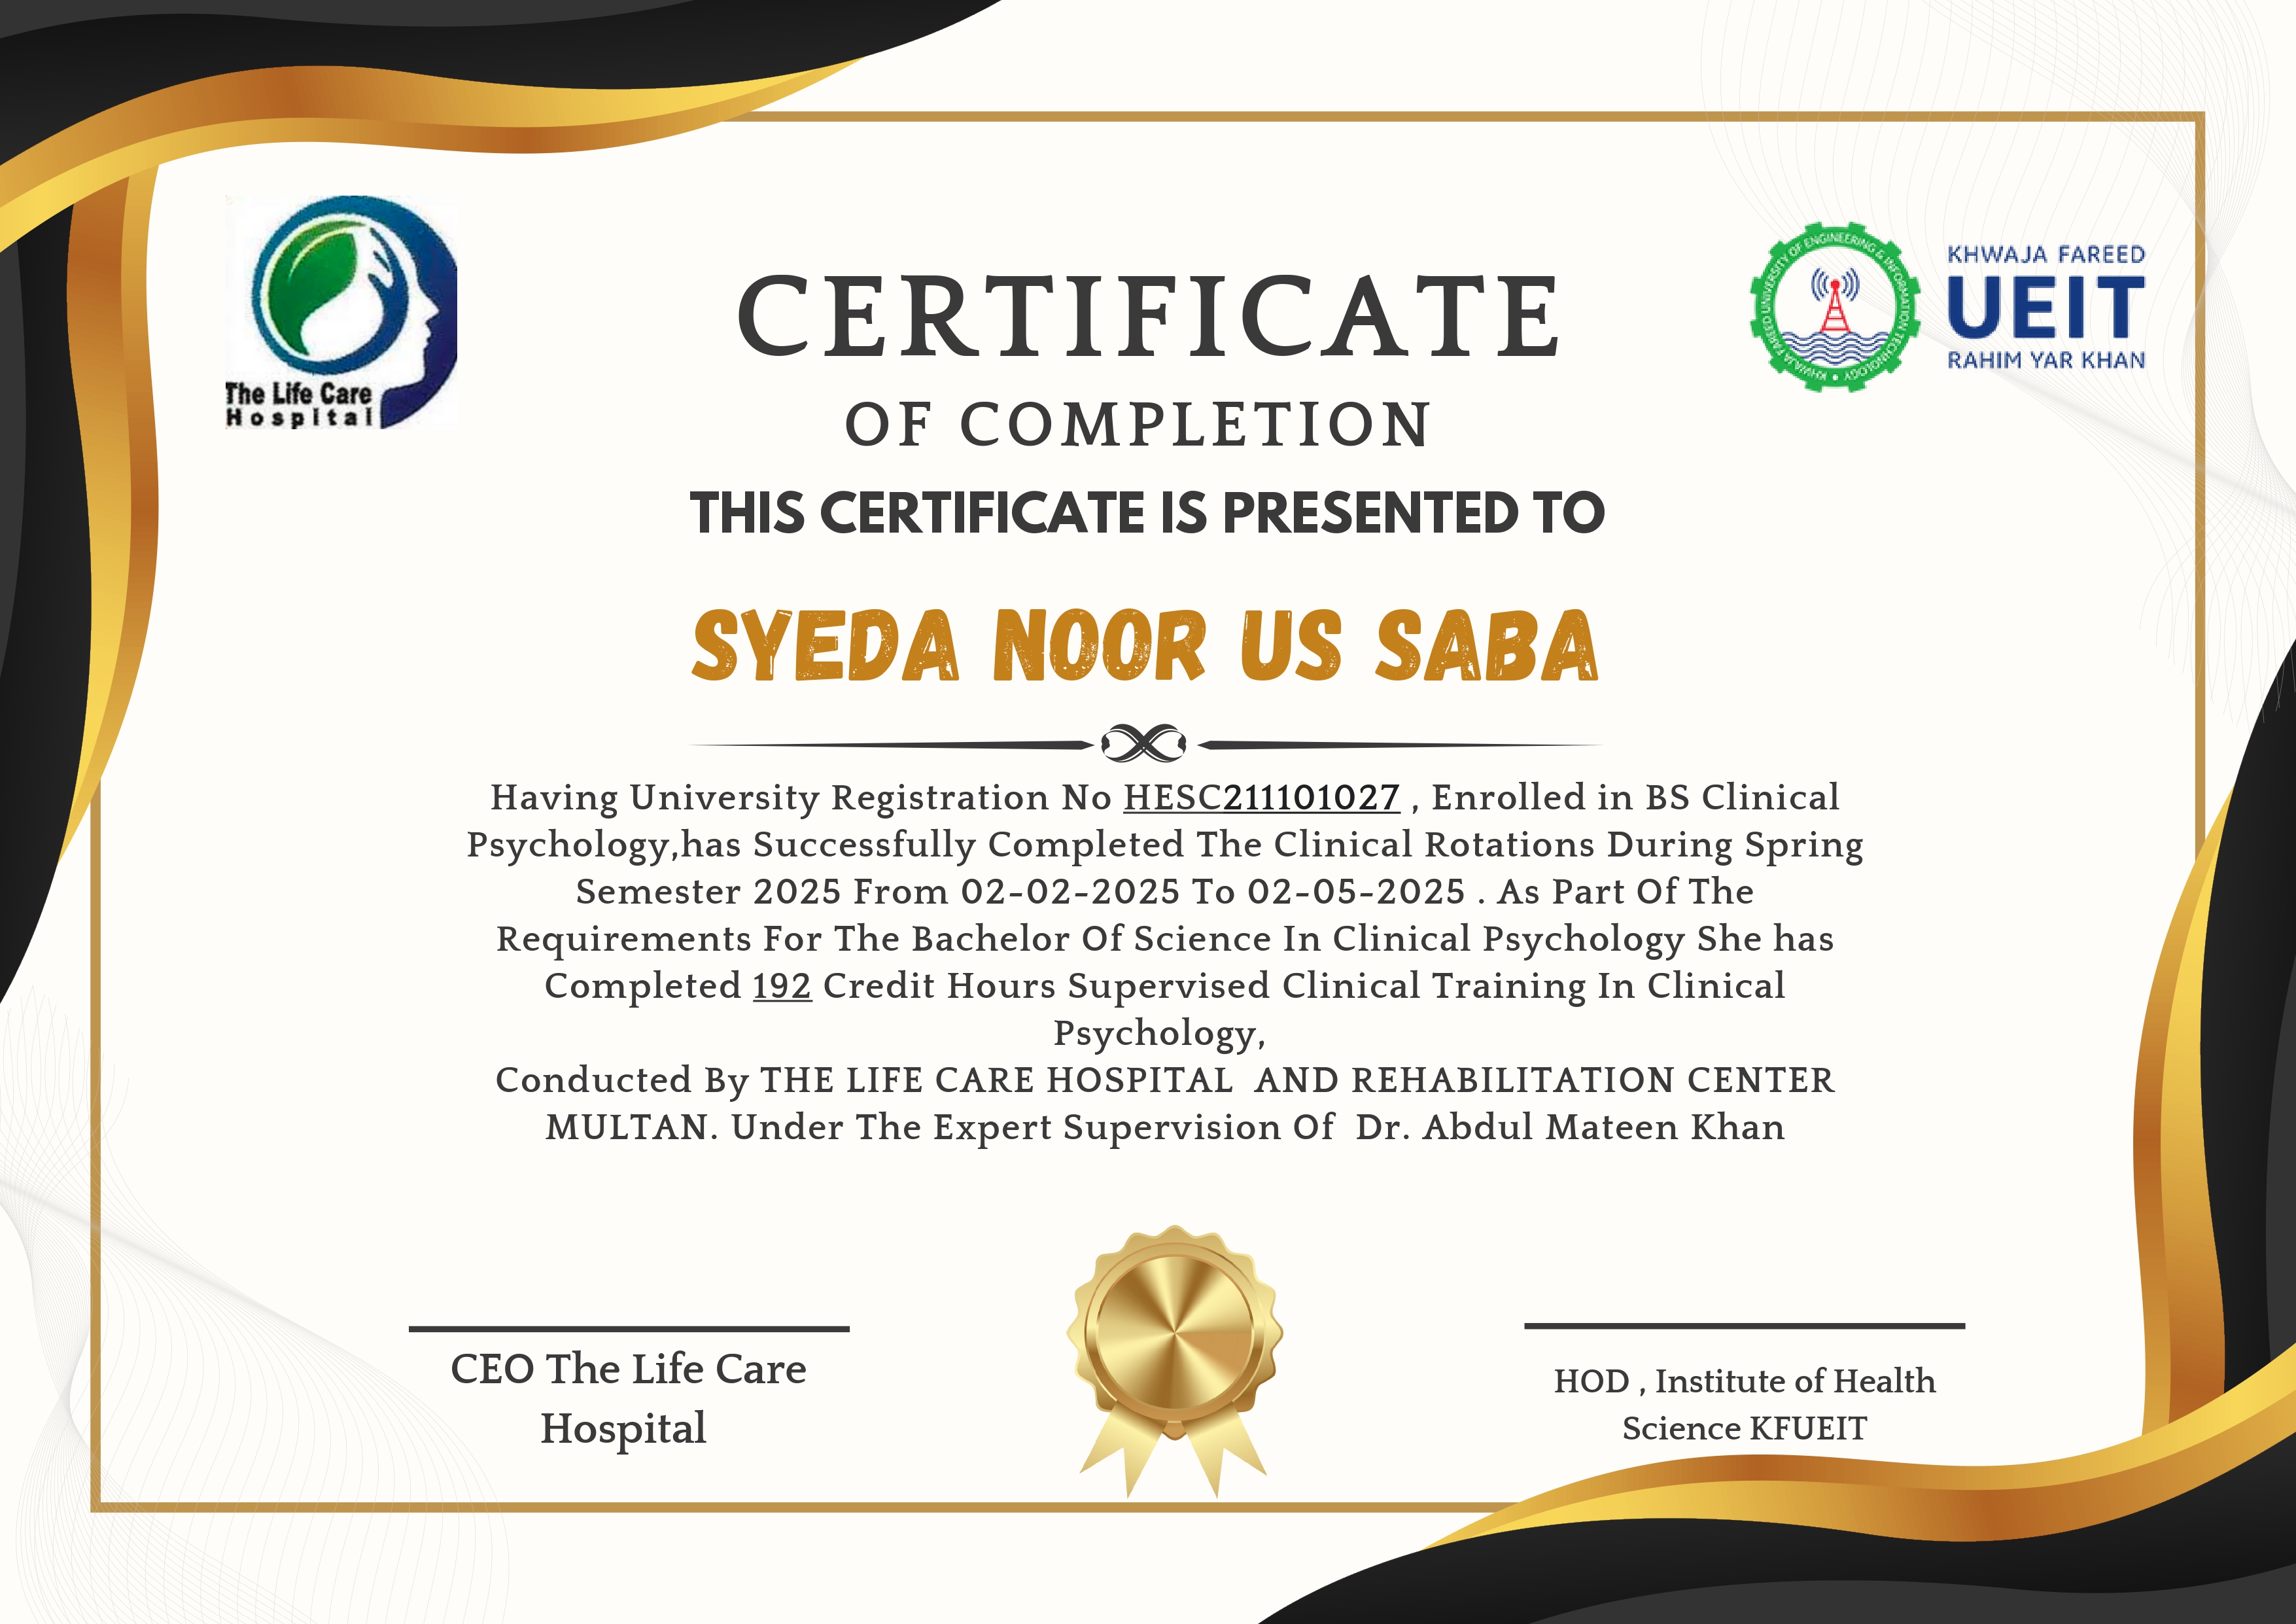 The Life Care
Hospital
KHWAJA FAREED UNIVERSITY OF ENGINEERING & INFORMATION TECHNOLOGY
KHWAJA FAREED
UEIT
RAHIM YAR KHAN
CERTIFICATE
OF COMPLETION
THIS CERTIFICATE IS PRESENTED TO
SYEDA NOOR US SABA
Having University Registration No HESC211101027 , Enrolled in BS Clinical
Psychology,has Successfully Completed The Clinical Rotations During Spring
Semester 2025 From 02-02-2025 To 02-05-2025 . As Part Of The
Requirements For The Bachelor Of Science In Clinical Psychology She has
Completed 192 Credit Hours Supervised Clinical Training In Clinical
Psychology,
Conducted By THE LIFE CARE HOSPITAL AND REHABILITATION CENTER
MULTAN. Under The Expert Supervision Of Dr. Abdul Mateen Khan
CEO The Life Care
Hospital
HOD , Institute of Health
Science KFUEIT